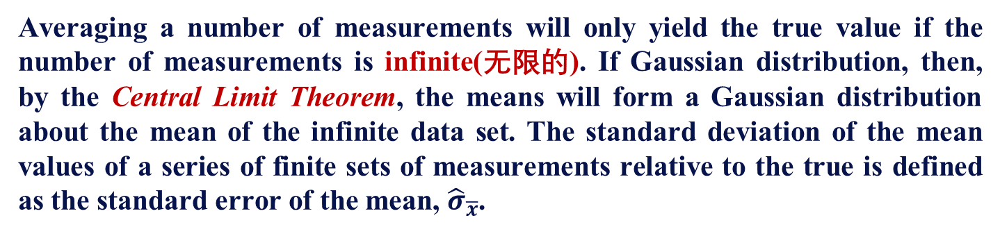 Averaging a number of measurements will only yield the true value if the
number of measurements is infinite(无限的). If Gaussian distribution, then,
by the Central Limit Theorem, the means will form a Gaussian distribution
about the mean of the infinite data set. The standard deviation of the mean
values of a series of finite sets of measurements relative to the true is defined
as the standard error of the mean, $\hat{\sigma}_{\bar{x}}$.